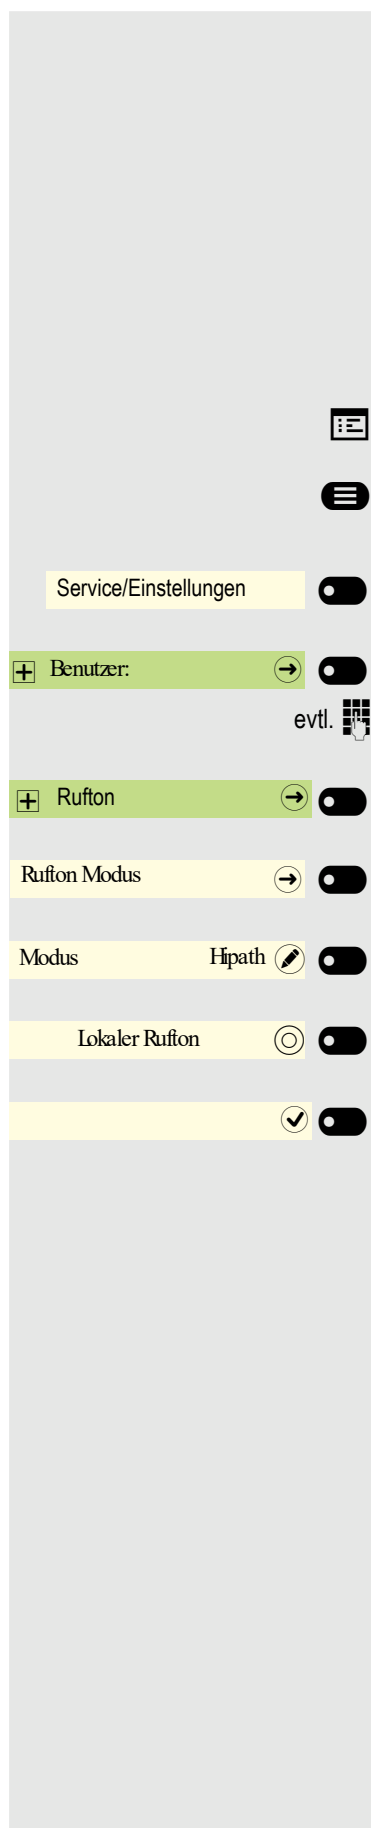 Service/Einstellungen
Benutzer:
evtl.
Rufton
Rufton Modus
Modus Hipath
Lokaler Rufton